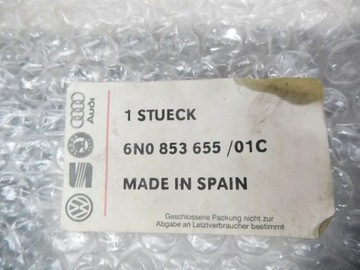 Audi
1 STUECK
6N0 853 655 /01C
MADE IN SPAIN
Geschlossene Packung nicht zur
Abgabe an Letztverbraucher bestimmt